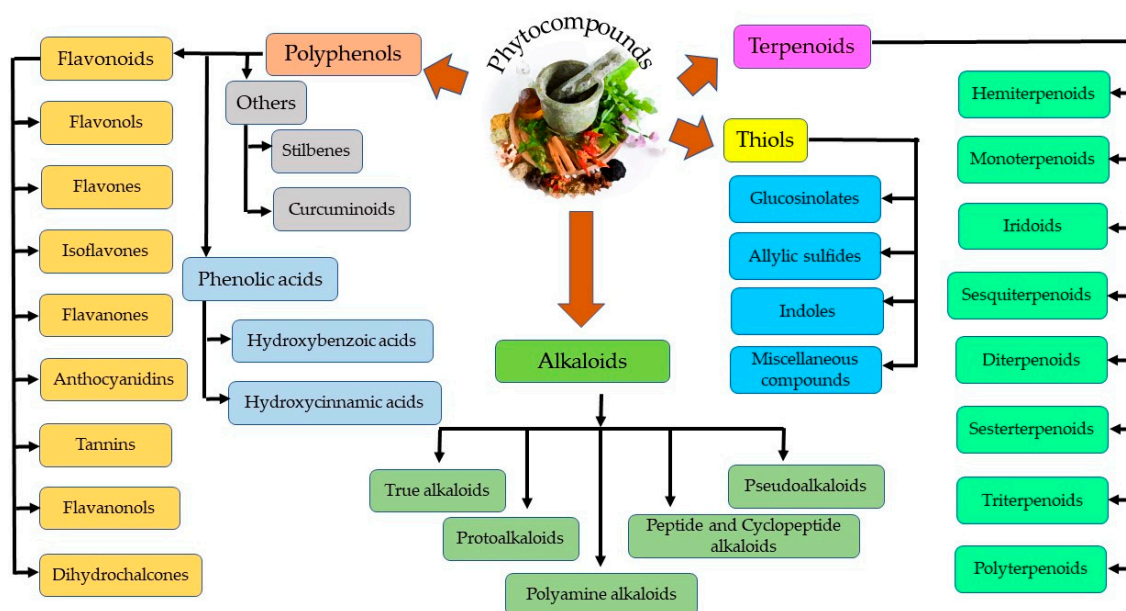 Phytocompounds
Polyphenols
Flavonoids
Flavonols
Flavones
Isoflavones
Flavanones
Anthocyanidins
Tannins
Flavanonols
Dihydrochalcones
Others
Stilbenes
Curcuminoids
Phenolic acids
Hydroxybenzoic acids
Hydroxycinnamic acids
Alkaloids
True alkaloids
Protoalkaloids
Polyamine alkaloids
Peptide and Cyclopeptide
alkaloids
Pseudoalkaloids
Thiols
Glucosinolates
Allylic sulfides
Indoles
Miscellaneous
compounds
Terpenoids
Hemiterpenoids
Monoterpenoids
Iridoids
Sesquiterpenoids
Diterpenoids
Sesterterpenoids
Triterpenoids
Polyterpenoids